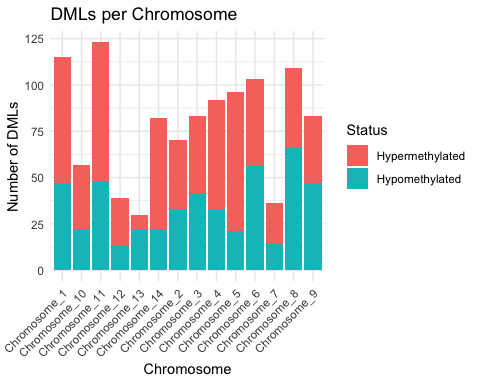 DMLs per Chromosome
Number of DMLs
125
100
75
50
25
0
Chromosome_1
Chromosome_10
Chromosome_11
Chromosome_12
Chromosome_13
Chromosome_14
Chromosome_2
Chromosome_3
Chromosome_4
Chromosome_5
Chromosome_6
Chromosome_7
Chromosome_8
Chromosome_9
Chromosome
Status
Hypermethylated
Hypomethylated